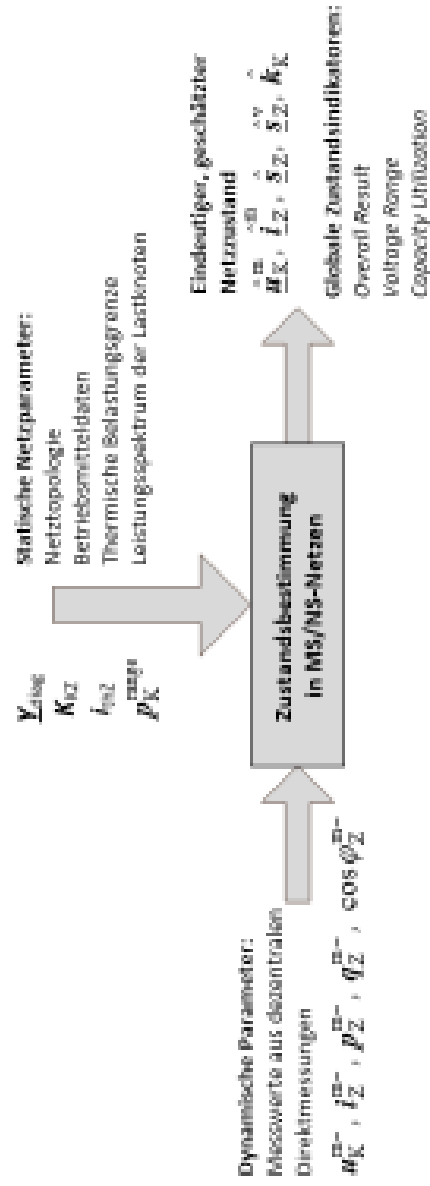 Statische Netzparameter:
Netztopologie
Betriebsmitteldaten
Thermische Belastungsgrenze
Leistungsspektrum der Lastknoten
Dynamische Parameter:
Messwerte aus dezentralen
Direktmessungen
cos φ
Zustandsbestimmung
in MS/NS-Netzen
Eindeutiger, geschätzter
Netzzustand
Globale Zustandsindikatoren:
Overall Result
Voltage Range
Capacity Utilization